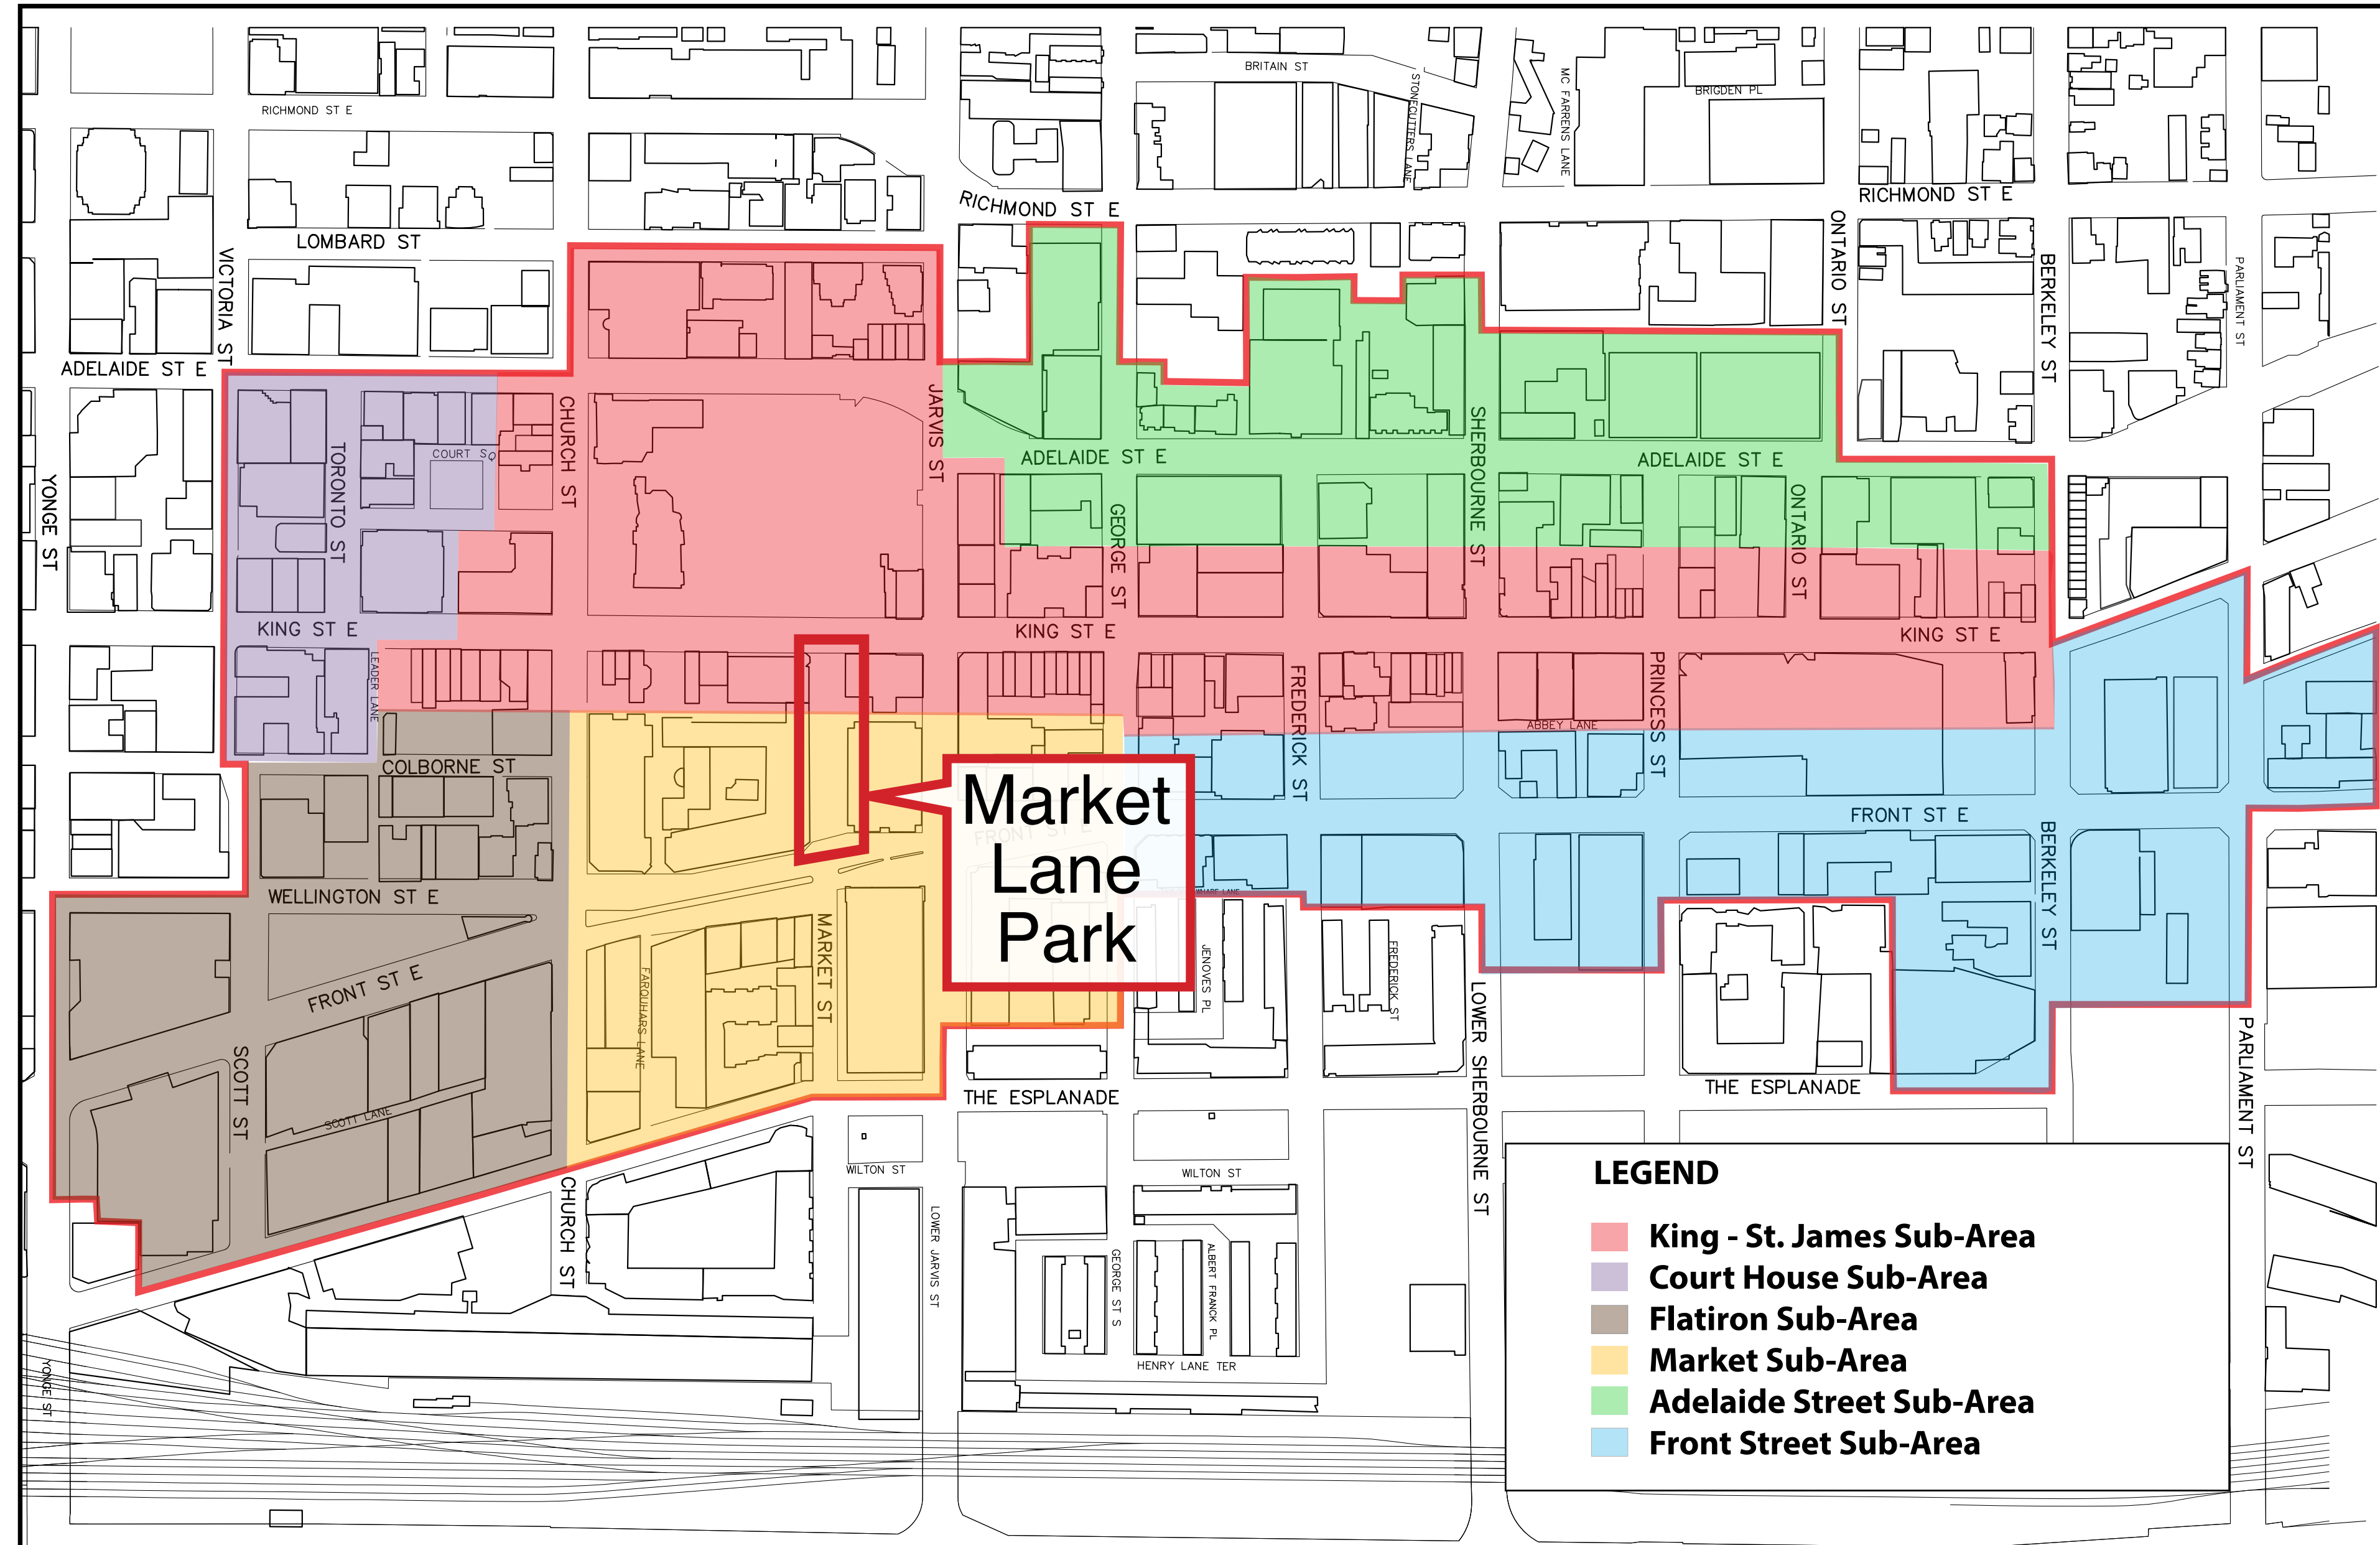 BRITAIN ST
STONECUTTERS LANE
MC FARRENS LANE
BRIGDEN PL
RICHMOND ST E
RICHMOND ST E
RICHMOND ST E
LOMBARD ST
VICTORIA ST
ONTARIO ST
BERKELEY ST
PARLIAMENT ST
ADELAIDE ST E
JARVIS ST
CHURCH ST
SHERBOURNE ST
TORONTO ST
COURT SQ
ADELAIDE ST E
ADELAIDE ST E
YONGE ST
GEORGE ST
ONTARIO ST
KING ST E
KING ST E
KING ST E
LEADER LANE
FREDERICK ST
PRINCESS ST
ABBEY LANE
COLBORNE ST
Market
Lane
Park
FRONT ST E
FRONT ST E
BERKELEY ST
WELLINGTON ST E
WHARF LANE
MARKET ST
FARQUHARS LANE
JENOVES PL
FREDERICK ST
FRONT ST E
LOWER SHERBOURNE ST
PARLIAMENT ST
SCOTT ST
SCOTT LANE
THE ESPLANADE
THE ESPLANADE
WILTON ST
WILTON ST
CHURCH ST
LOWER JARVIS ST
GEORGE ST S
ALBERT FRANCK PL
HENRY LANE TER
YONGE ST
LEGEND
King - St. James Sub-Area
Court House Sub-Area
Flatiron Sub-Area
Market Sub-Area
Adelaide Street Sub-Area
Front Street Sub-Area